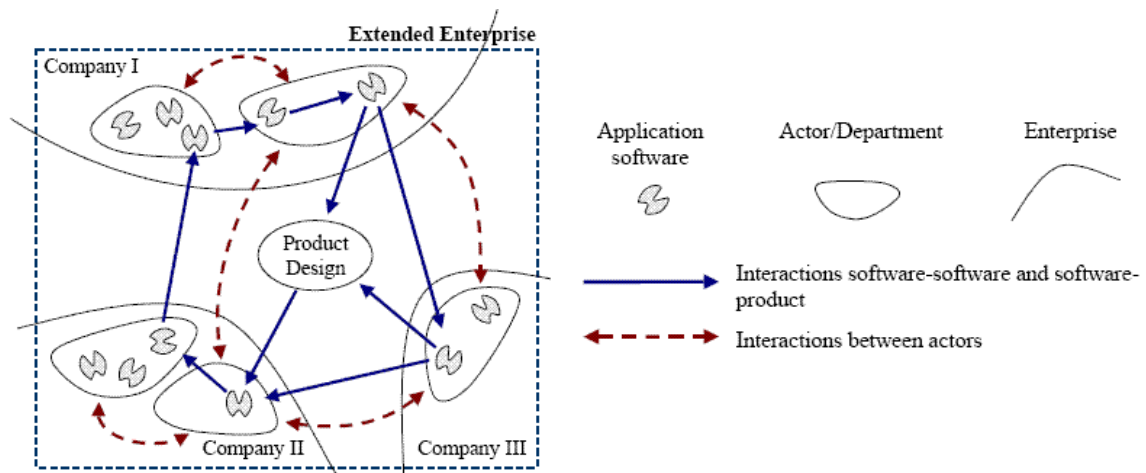 Extended Enterprise
Company I
Product
Design
Company II
Company III
Application
software
Actor/Department
Enterprise
Interactions software-software and software-
product
Interactions between actors